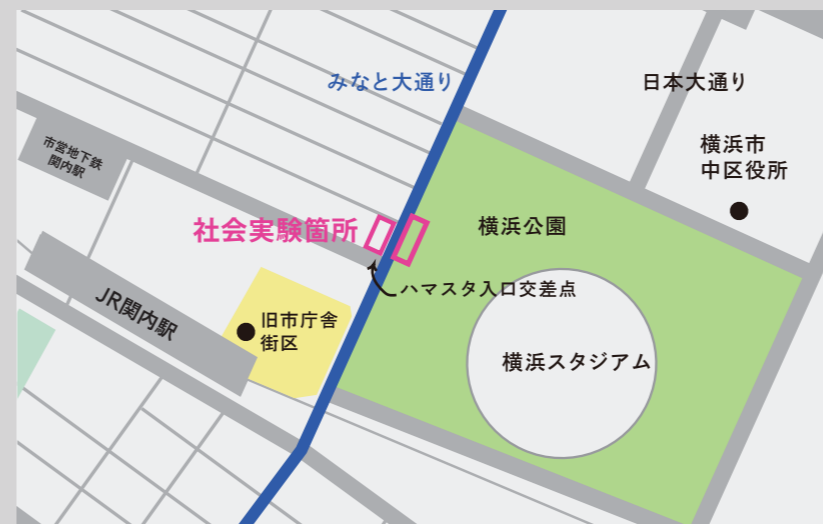 みなと大通り
日本大通り
市営地下鉄
関内駅
横浜市
中区役所
社会実験箇所
横浜公園
ハマスタ入口交差点
JR関内駅
旧市庁舎
街区
横浜スタジアム